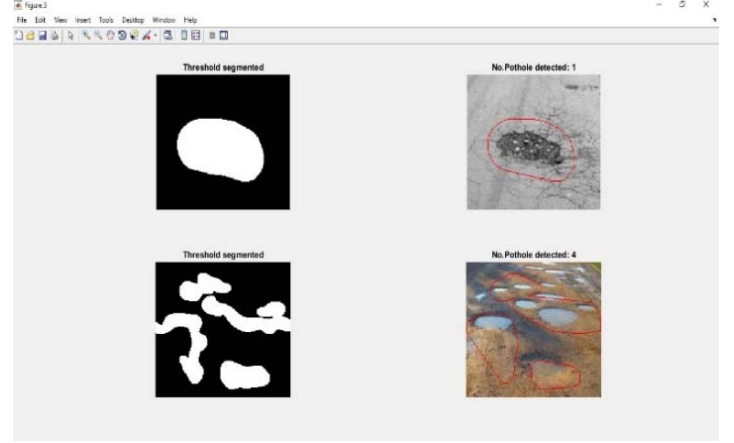 Figure 3
File Edit View Insert Tools Desktop Window Help
Threshold segmented
No.Pothole detected: 1
Threshold segmented
No.Pothole detected: 4